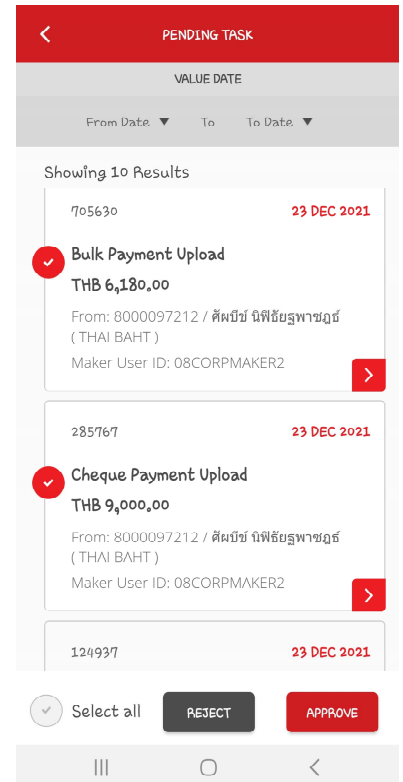 PENDING TASK
VALUE DATE
From Date ▼ To To Date ▼
Showing 10 Results
705630 23 DEC 2021
Bulk Payment Upload
THB 6,180.00
From: 8000097212 / ศัผบีข์ นิฟิธัยฐพาซฎธ์
( THAI BAHT )
Maker User ID: 08CORPMAKER2
285767 23 DEC 2021
Cheque Payment Upload
THB 9,000.00
From: 8000097212 / ศัผบีข์ นิฟิธัยฐพาซฎธ์
( THAI BAHT )
Maker User ID: 08CORPMAKER2
124937 23 DEC 2021
Select all REJECT APPROVE